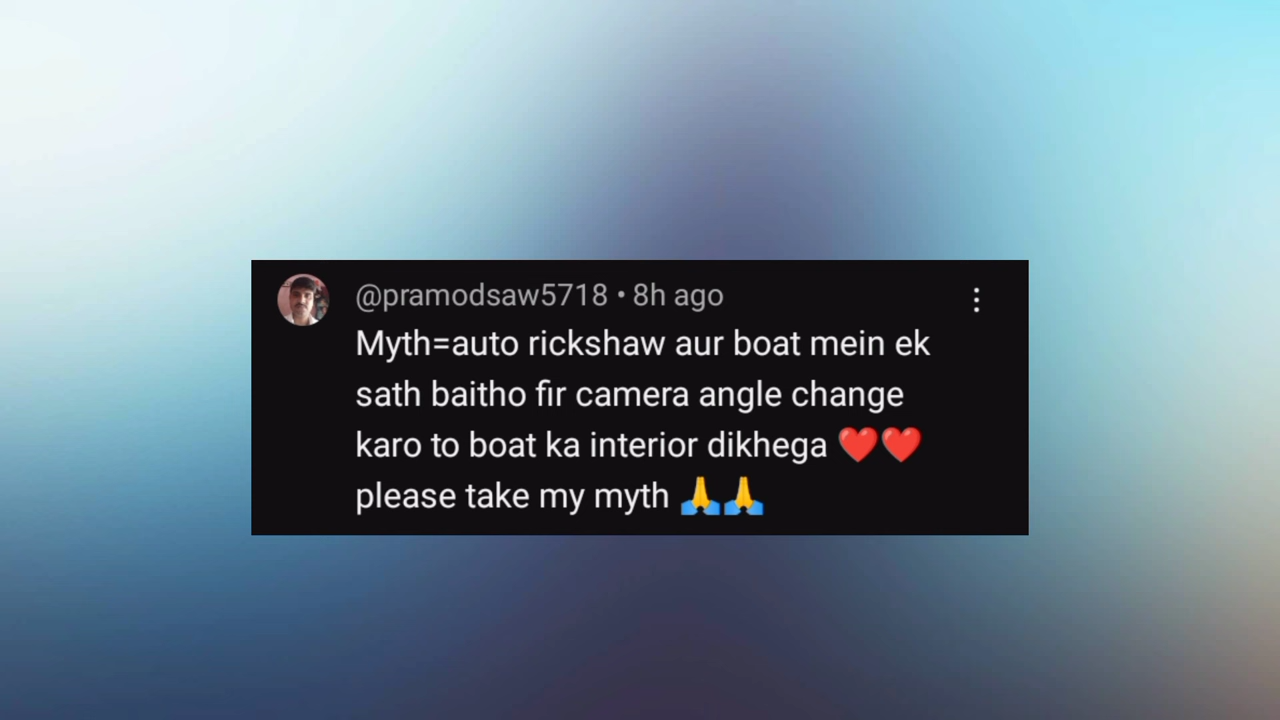 @pramodsaw5718 • 8h ago
Myth=auto rickshaw aur boat mein ek
sath baitho fir camera angle change
karo to boat ka interior dikhega ❤️❤️
please take my myth 🙏🙏